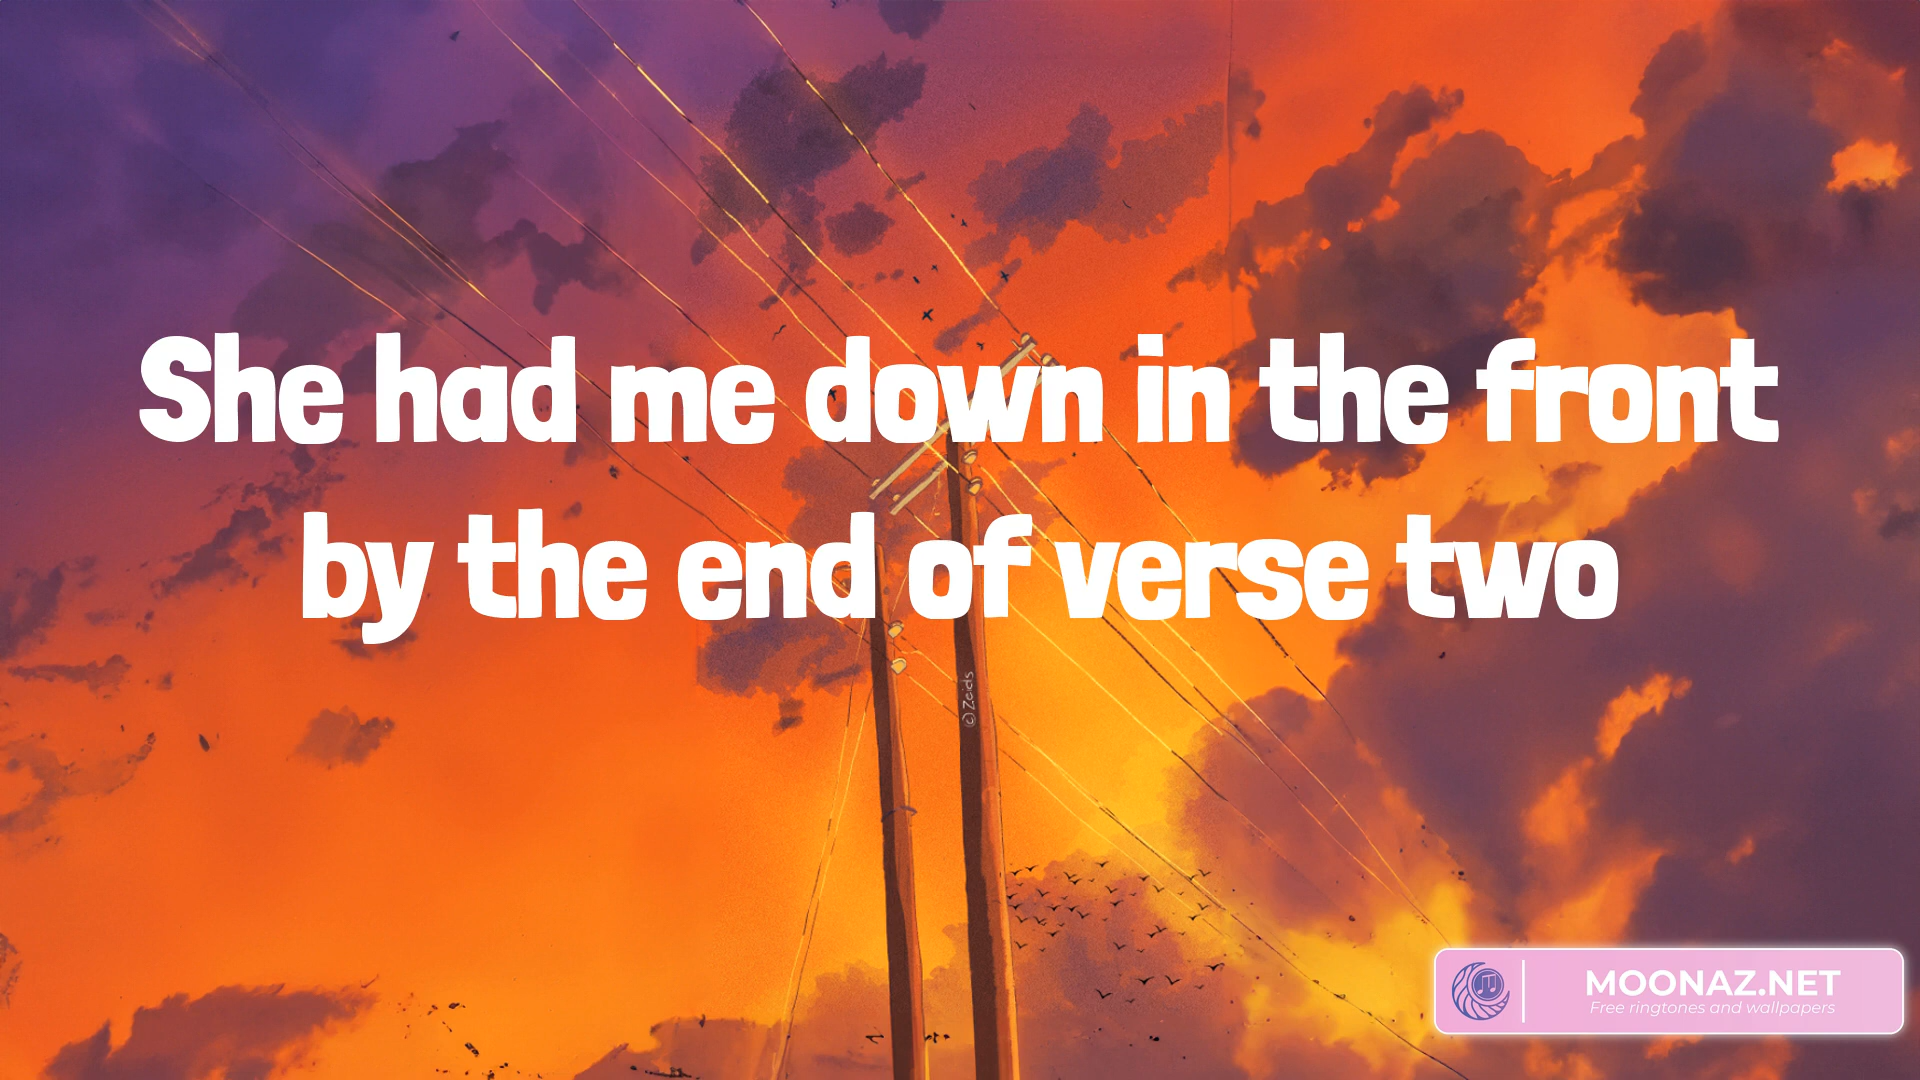 She had me down in the front
by the end of verse two
(c) Zeids
MOONAZ.NET
Free ringtones and wallpapers